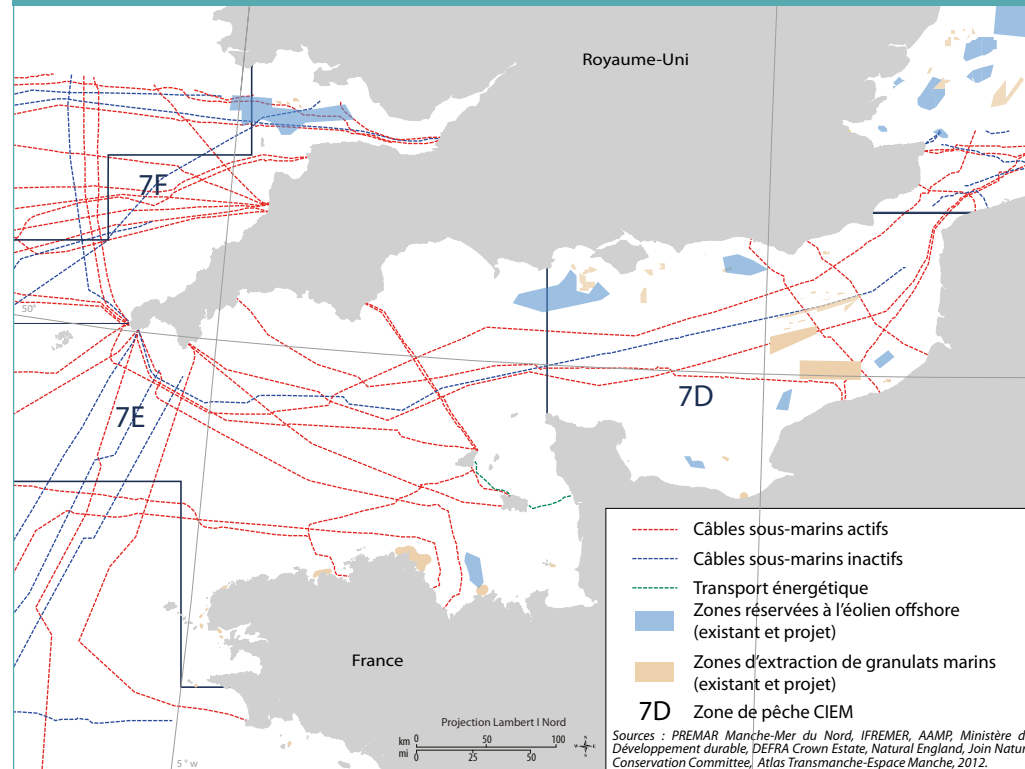 Royaume-Uni
7F
50°
7E
7D
France
Projection Lambert I Nord
km 0 50 100
mi 0 25 50
5° w
Câbles sous-marins actifs
Câbles sous-marins inactifs
Transport énergétique
Zones réservées à l'éolien offshore
(existant et projet)
Zones d'extraction de granulats marins
(existant et projet)
7D Zone de pêche CIEM
Sources : PREMAR Manche-Mer du Nord, IFREMER, AAMP, Ministère d
Développement durable, DEFRA Crown Estate, Natural England, Join Natur
Conservation Committee, Atlas Transmanche-Espace Manche, 2012.